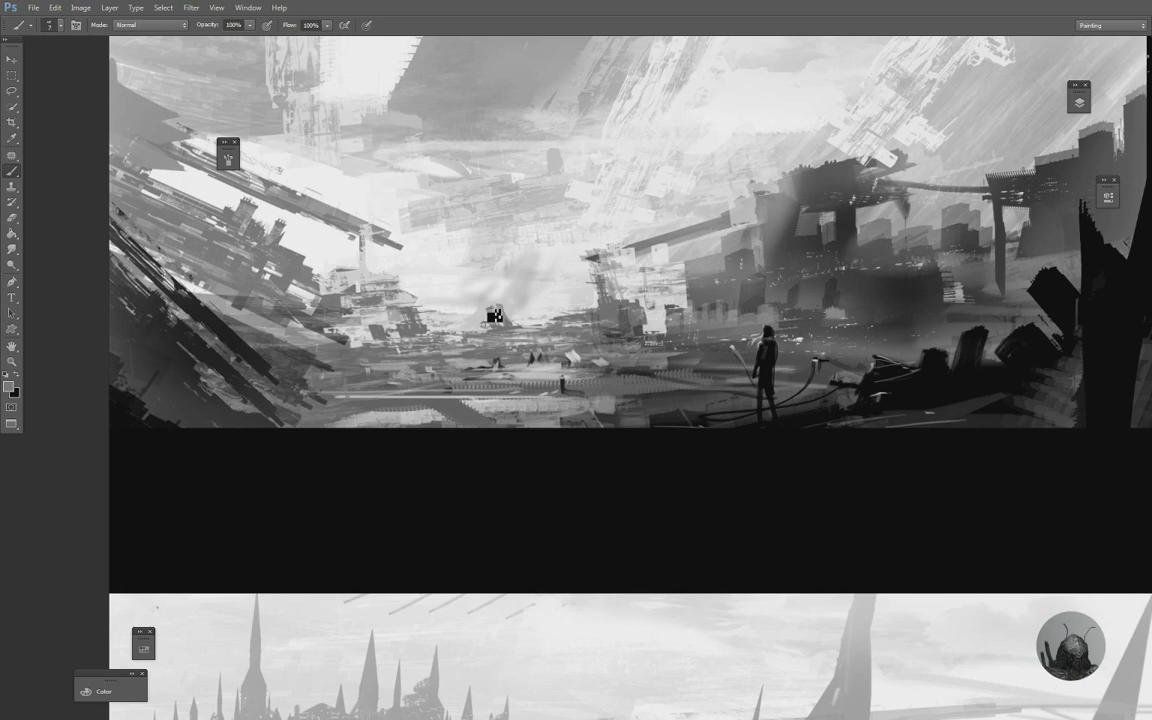 Ps File Edit Image Layer Type Select Filter View Window Help
7 Mode: Normal Opacity: 100% Flow: 100% Painting
Color